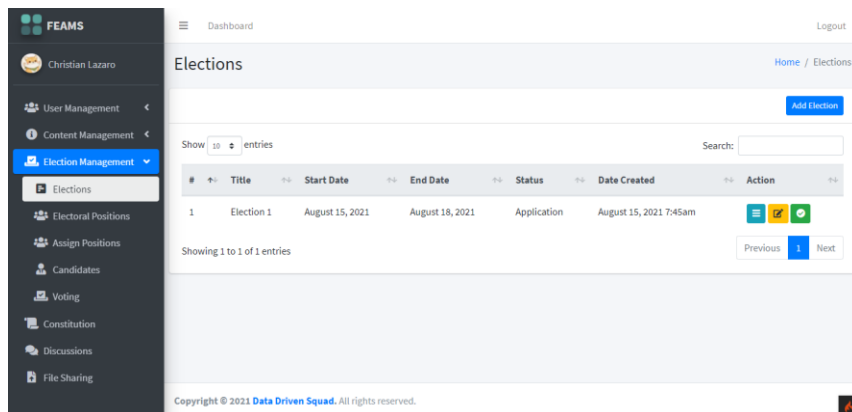 FEAMS
Dashboard
Logout
Christian Lazaro
Elections
Home / Elections
User Management
Content Management
Election Management
Elections
Electoral Positions
Assign Positions
Candidates
Voting
Constitution
Discussions
File Sharing
Add Election
Show 10 entries
Search:
# Title Start Date End Date Status Date Created Action
1 Election 1 August 15, 2021 August 18, 2021 Application August 15, 2021 7:45am
Showing 1 to 1 of 1 entries
Previous 1 Next
Copyright © 2021 Data Driven Squad. All rights reserved.